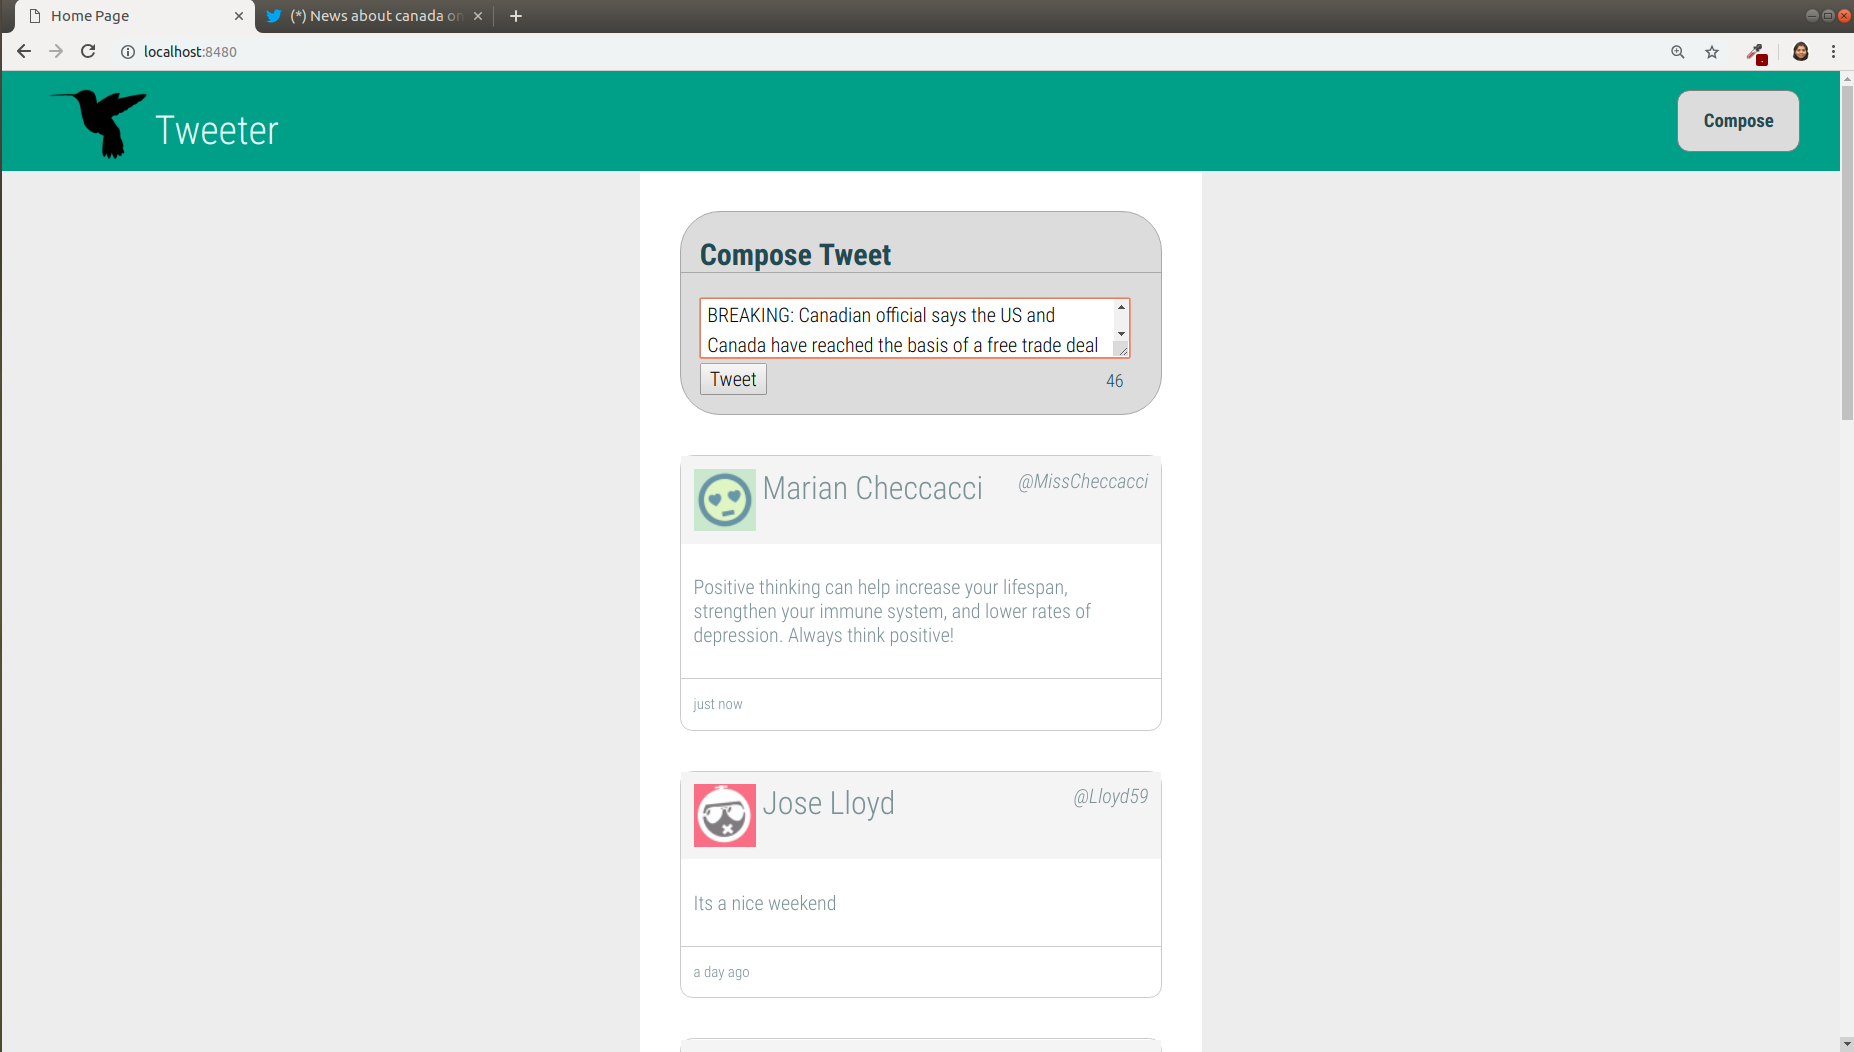 Home Page
(*) News about canada on
localhost:8480
Tweeter
Compose
Compose Tweet
BREAKING: Canadian official says the US and
Canada have reached the basis of a free trade deal
Tweet
46
Marian Checcacci
@MissCheccacci
Positive thinking can help increase your lifespan,
strengthen your immune system, and lower rates of
depression. Always think positive!
just now
Jose Lloyd
@Lloyd59
Its a nice weekend
a day ago